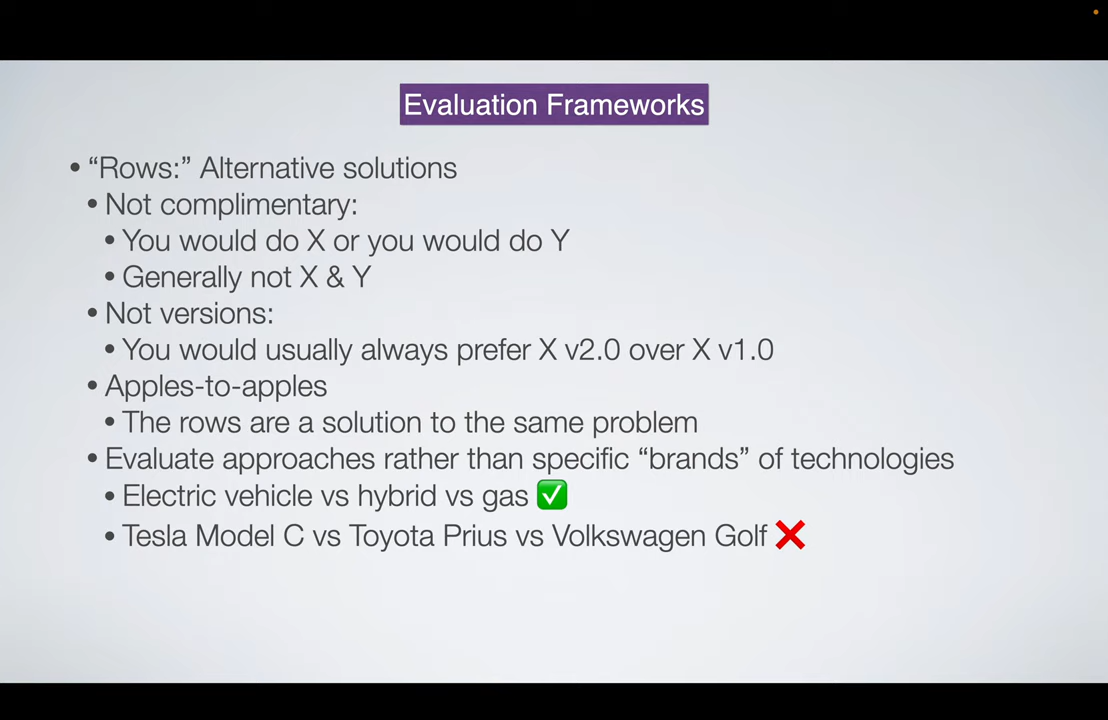 Evaluation Frameworks
• “Rows:” Alternative solutions
• Not complimentary:
• You would do X or you would do Y
• Generally not X & Y
• Not versions:
• You would usually always prefer X v2.0 over X v1.0
• Apples-to-apples
• The rows are a solution to the same problem
• Evaluate approaches rather than specific “brands” of technologies
• Electric vehicle vs hybrid vs gas ✅
• Tesla Model C vs Toyota Prius vs Volkswagen Golf ❌